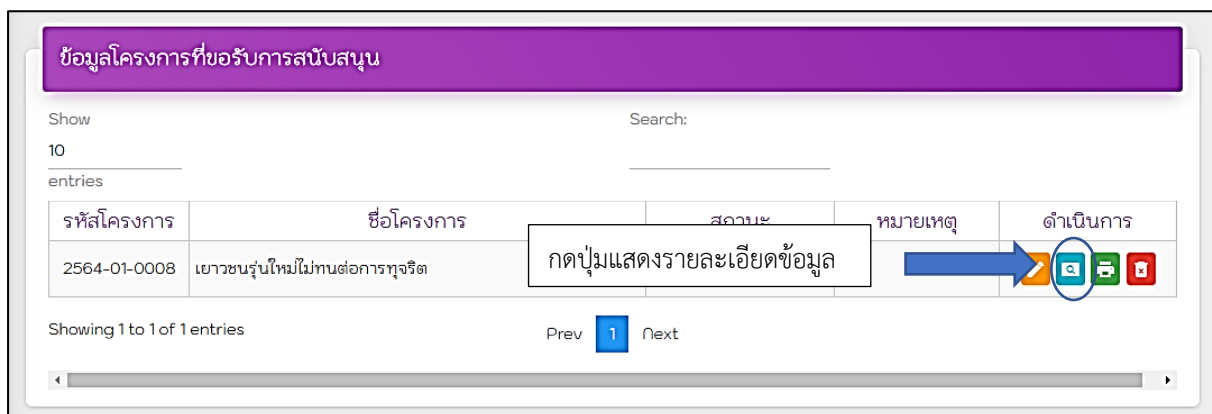 ข้อมูลโครงการที่ขอรับการสนับสนุน
Show
Search:
10
entries
รหัสโครงการ ชื่อโครงการ สถานะ หมายเหตุ ดำเนินการ
กดปุ่มแสดงรายละเอียดข้อมูล
2564-01-0008 เยาวชนรุ่นใหม่ไม่ทนต่อการทุจริต
Showing 1 to 1 of 1 entries
Prev 1 Next